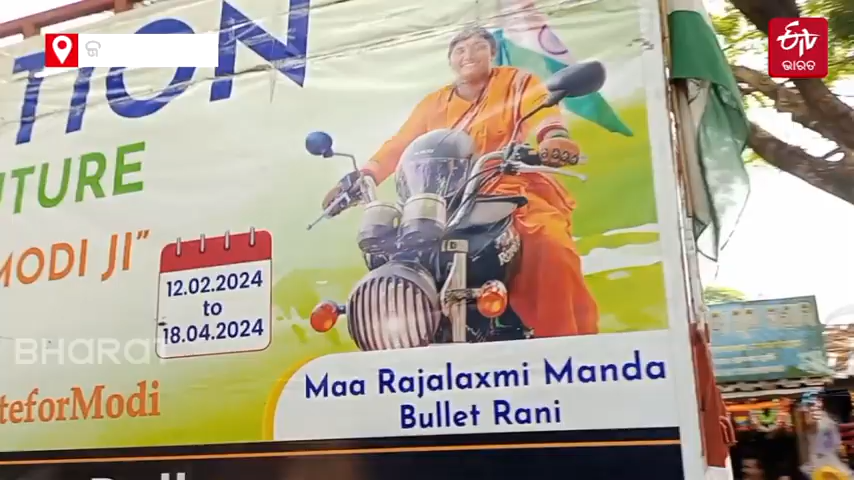 TION
ETV
ଭାରତ
UTURE
MODI JI"
12.02.2024
to
18.04.2024
BHARAT
teforModi
Maa Rajalaxmi Manda
Bullet Rani